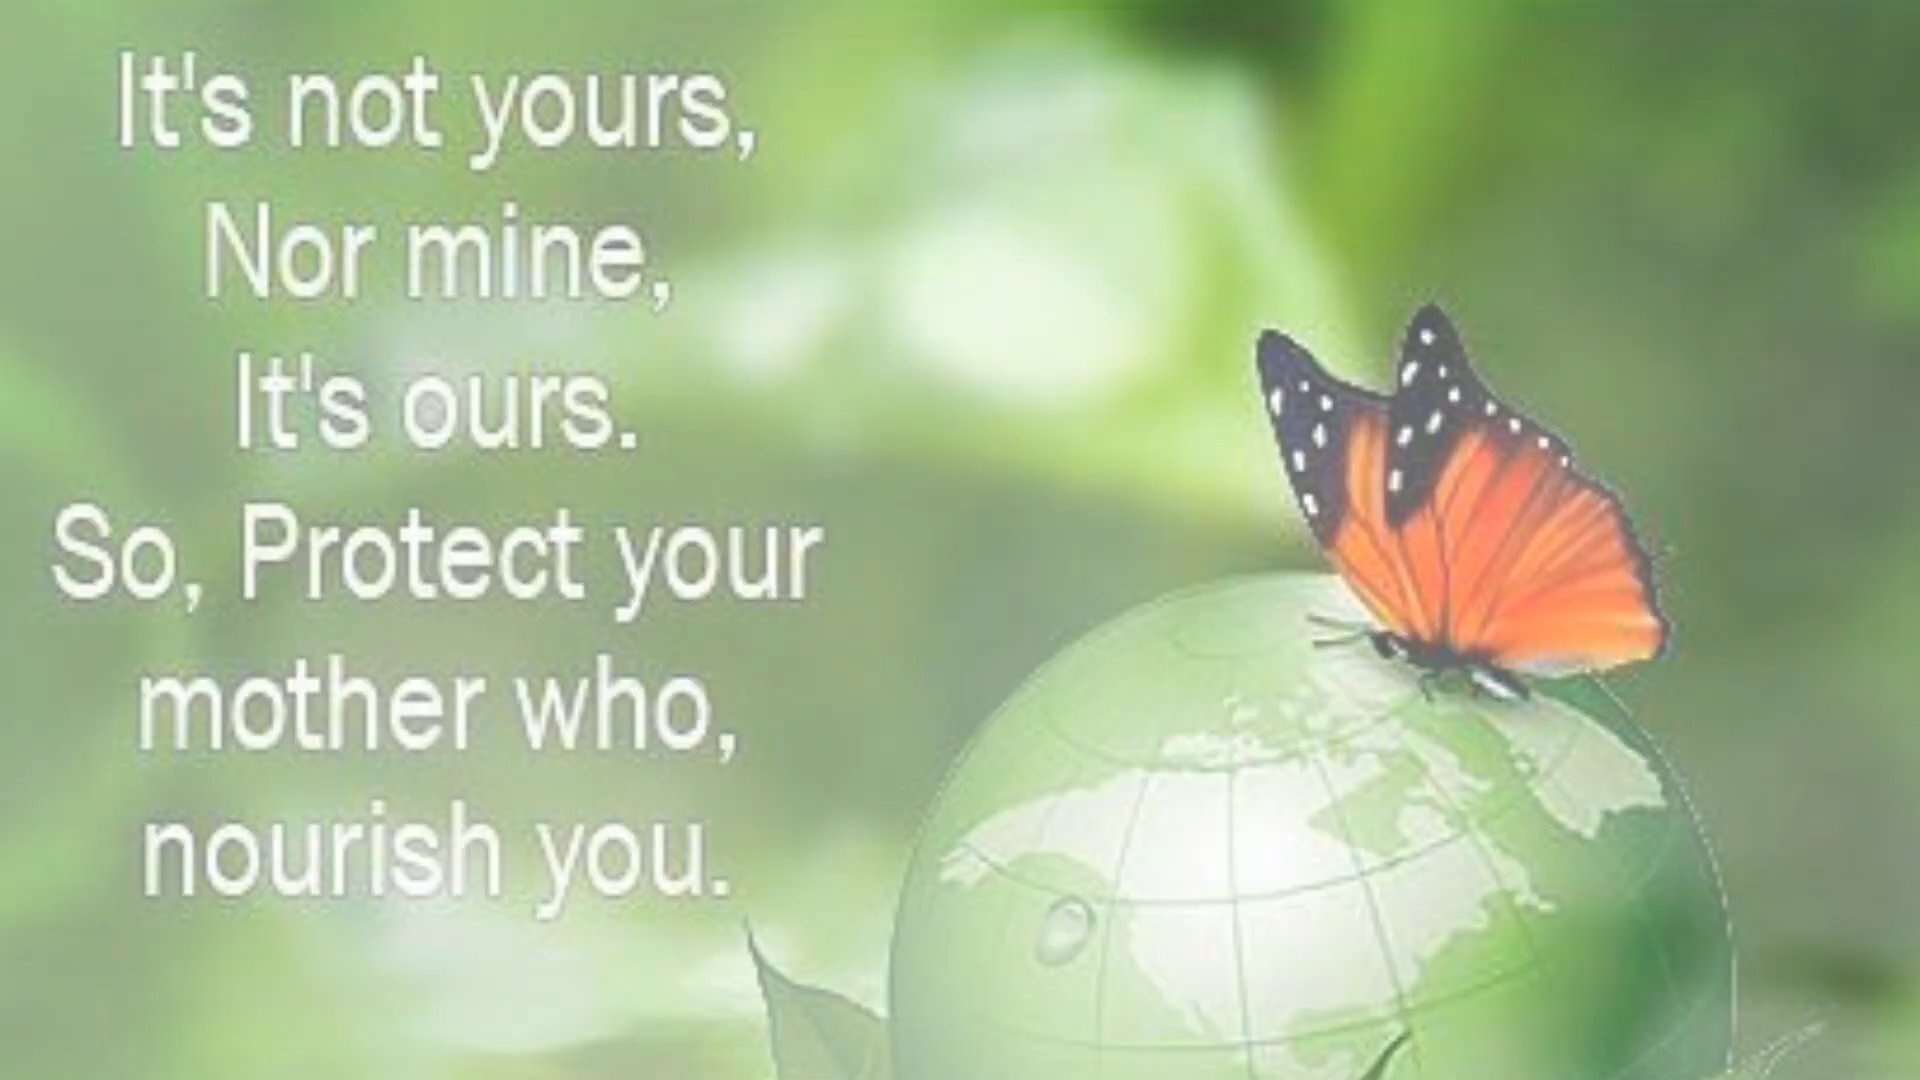 It's not yours,
Nor mine,
It's ours.
So, Protect your
mother who,
nourish you.